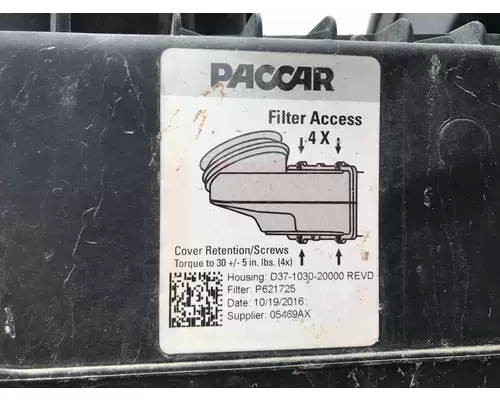 PACCAR
Filter Access
4 X
Cover Retention/Screws
Torque to 30 +/- 5 in. lbs. (4x)
Housing: D37-1030-20000 REVD
Filter: P621725
Date: 10/19/2016
Supplier: 05469AX